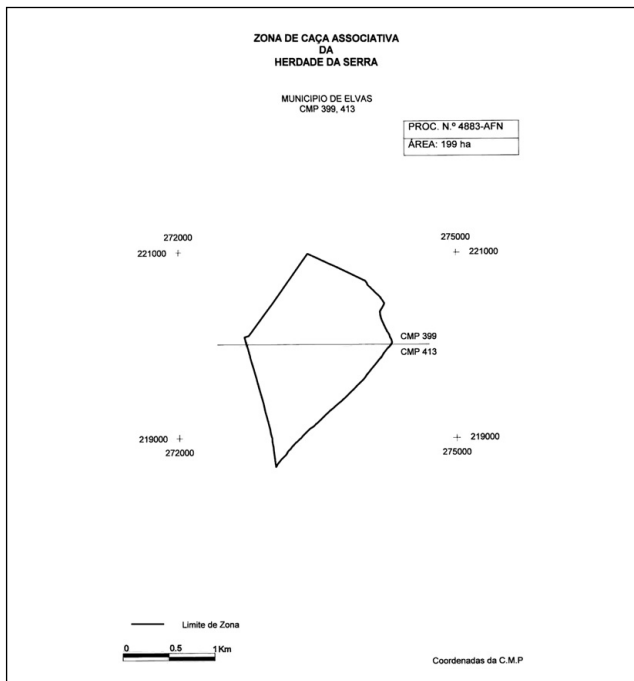 ZONA DE CAÇA ASSOCIATIVA
DA
HERDADE DA SERRA
MUNICIPIO DE ELVAS
CMP 399, 413
PROC. N.º 4883-AFN
ÁREA: 199 ha
272000
221000
275000
221000
CMP 399
CMP 413
219000
272000
219000
275000
Limite de Zona
0 0.5 1Km
Coordenadas da C.M.P